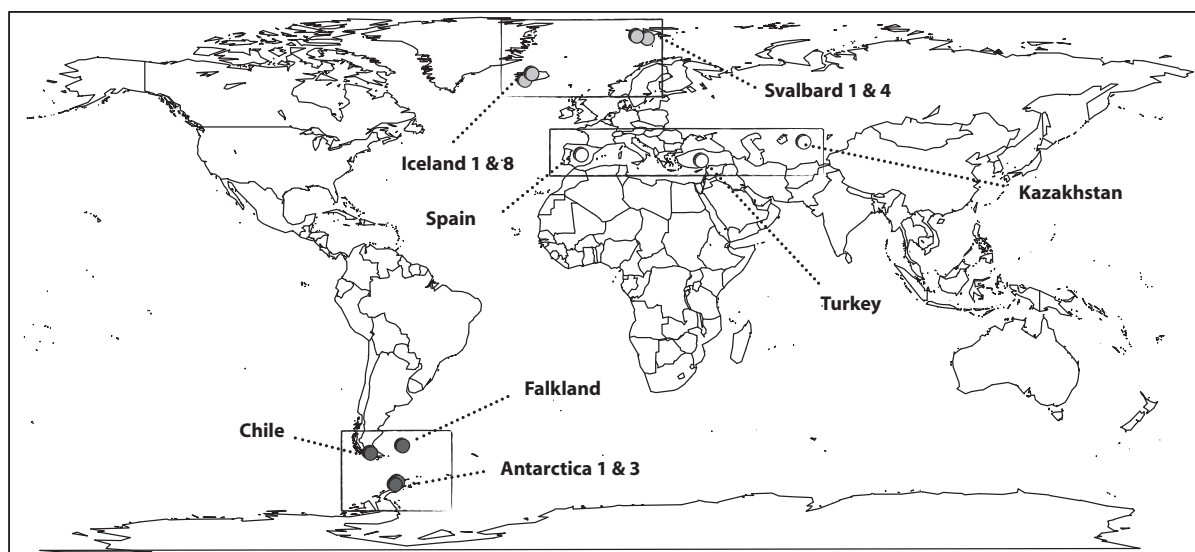 Svalbard 1 & 4
Iceland 1 & 8
Kazakhstan
Spain
Turkey
Falkland
Chile
Antarctica 1 & 3